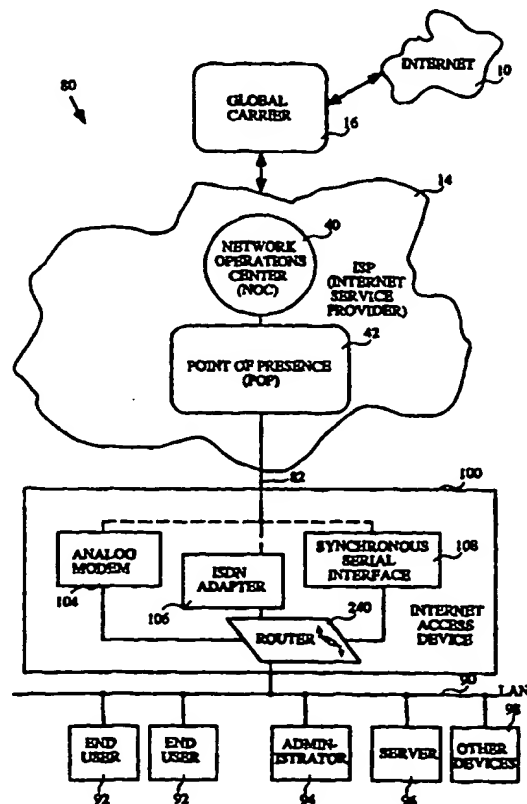 INTERNET
10
80
GLOBAL
CARRIER
16
14
40
NETWORK
OPERATIONS
CENTER
(NOC)
ISP
(INTERNET
SERVICE
PROVIDER)
42
POINT OF PRESENCE
(POP)
82
100
ANALOG
MODEM
104
ISDN
ADAPTER
106
SYNCHRONOUS
SERIAL
INTERFACE
108
240
ROUTER
INTERNET
ACCESS
DEVICE
90
LAN
END
USER
92
END
USER
92
ADMIN-
ISTRATOR
94
SERVER
96
98
OTHER
DEVICES